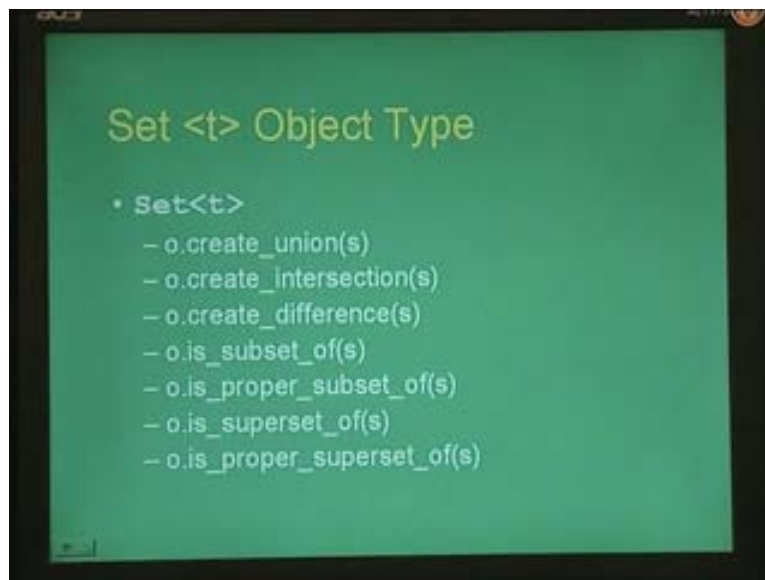 Set <t> Object Type
• Set<t>
– o.create_union(s)
– o.create_intersection(s)
– o.create_difference(s)
– o.is_subset_of(s)
– o.is_proper_subset_of(s)
– o.is_superset_of(s)
– o.is_proper_superset_of(s)